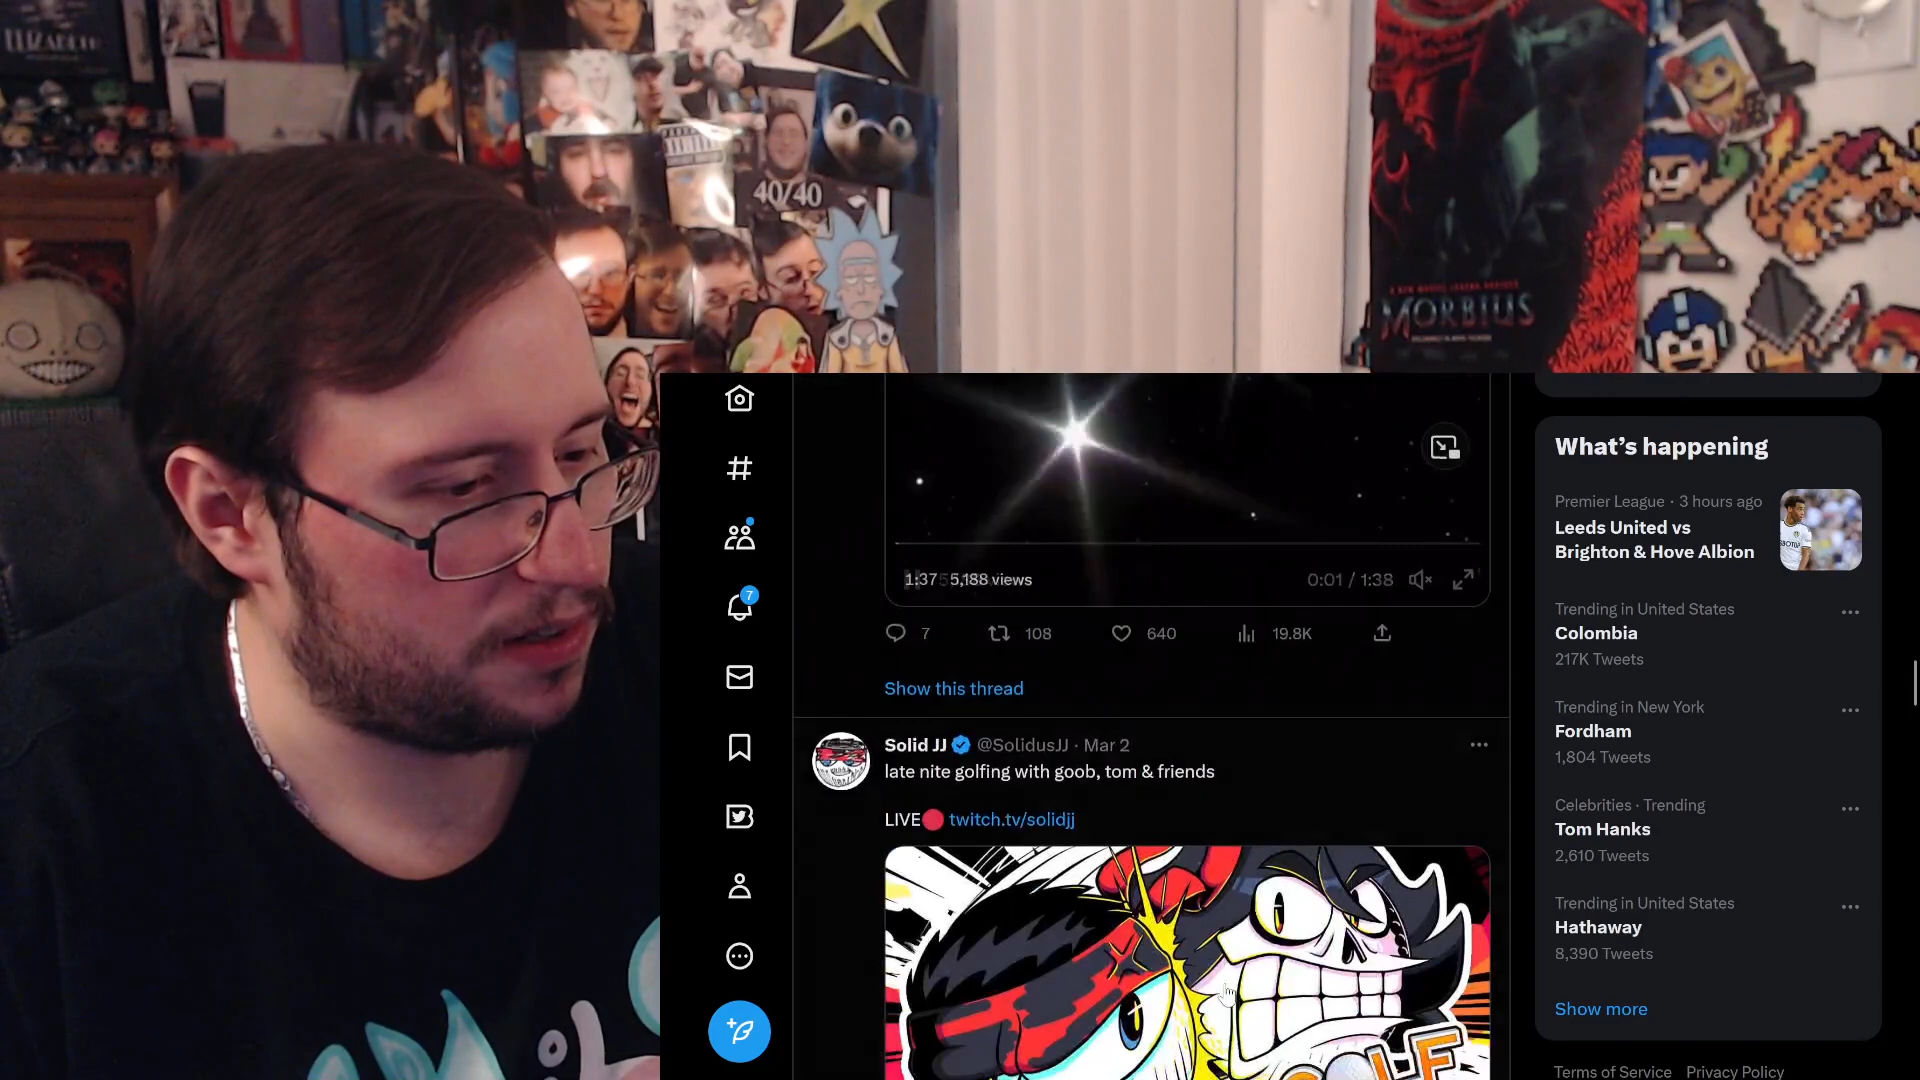 ELIZABETH
40/40
MORBIUS
1:37
5,188 views
0:01 / 1:38
7
108
640
19.8K
Show this thread
Solid JJ @SolidusJJ · Mar 2
late nite golfing with goob, tom & friends
LIVE🔴 twitch.tv/solidjj
GOLF
7
What's happening
Premier League · 3 hours ago
Leeds United vs
Brighton & Hove Albion
Trending in United States
Colombia
217K Tweets
Trending in New York
Fordham
1,804 Tweets
Celebrities · Trending
Tom Hanks
2,610 Tweets
Trending in United States
Hathaway
8,390 Tweets
Show more
Terms of Service Privacy Policy